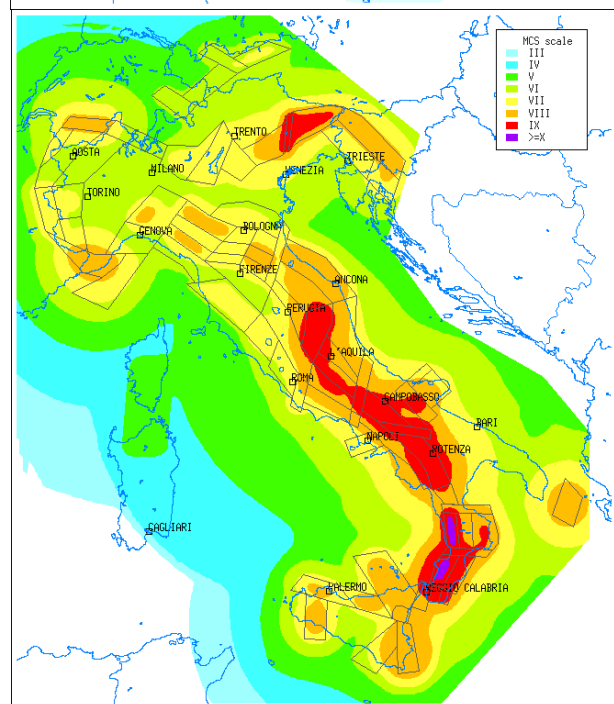 MCS scale
III
IV
V
VI
VII
VIII
IX
>=X
TRENTO
AOSTA
MILANO
VENEZIA
TRIESTE
TORINO
GENOVA
BOLOGNA
FIRENZE
ANCONA
PERUGIA
L'AQUILA
ROMA
CAMPOBASSO
BARI
NAPOLI
POTENZA
CAGLIARI
PALERMO
REGGIO CALABRIA